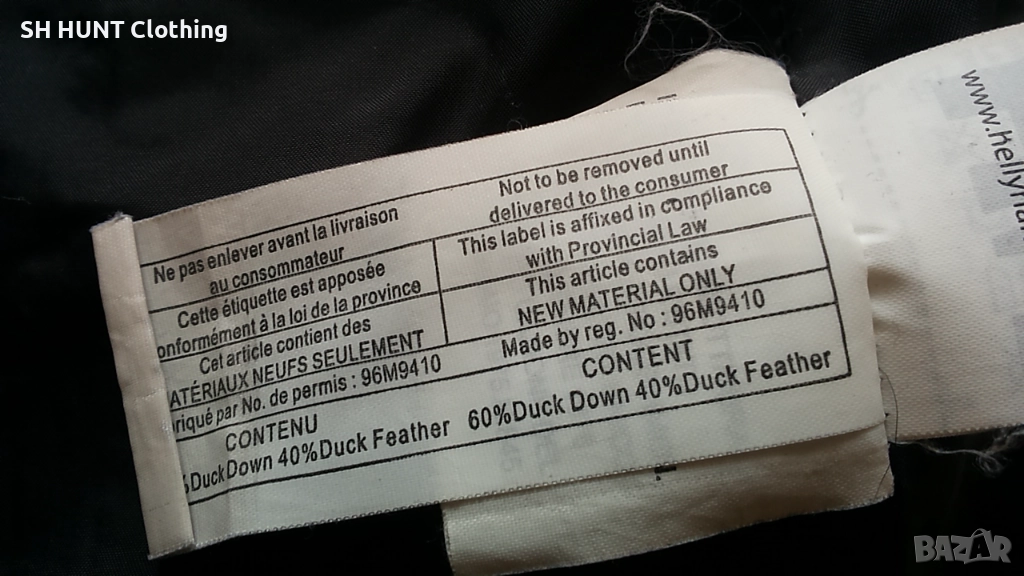 SH HUNT Clothing
Ne pas enlever avant la livraison
au consommateur
Not to be removed until
delivered to the consumer
Cette étiquette est apposée
onformément à la loi de la province
This label is affixed in compliance
with Provincial Law
Cet article contient des
ATÉRIAUX NEUFS SEULEMENT
This article contains
NEW MATERIAL ONLY
riqué par No. de permis : 96M9410
Made by reg. No : 96M9410
CONTENU
%Duck Down 40%Duck Feather
CONTENT
60%Duck Down 40%Duck Feather
www.hellyha
BAZAR